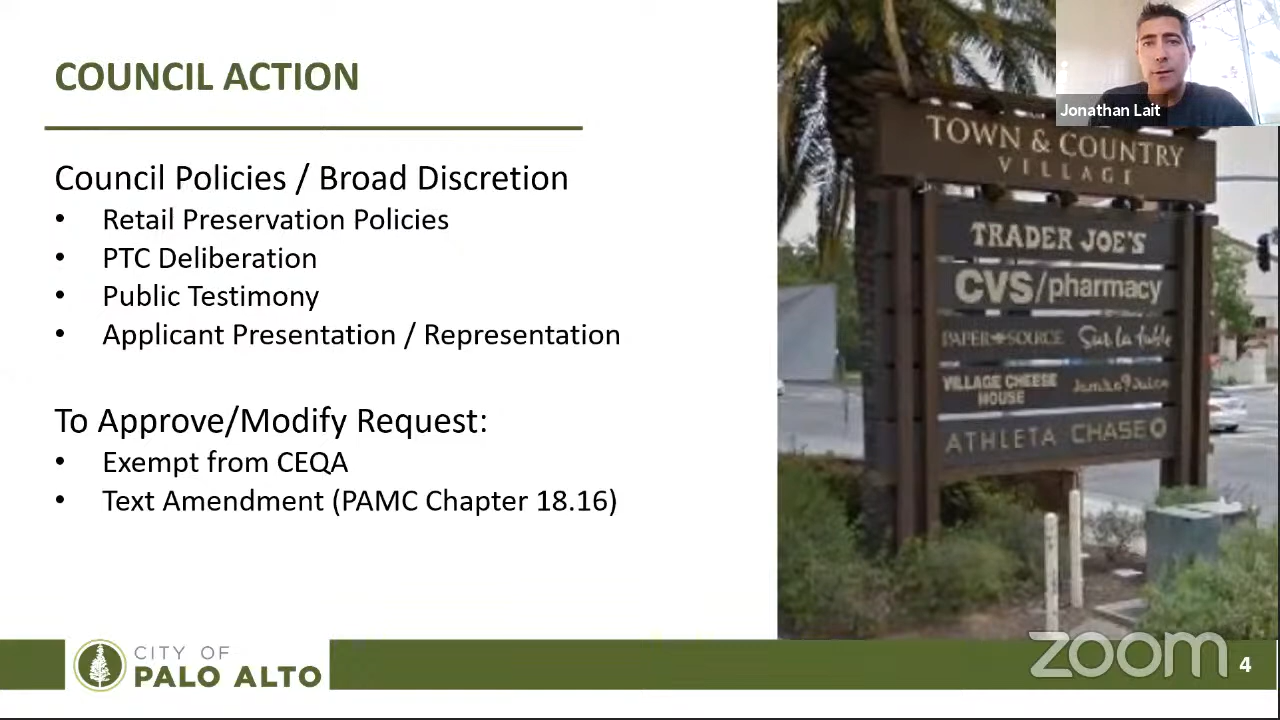 COUNCIL ACTION
Council Policies / Broad Discretion
• Retail Preservation Policies
• PTC Deliberation
• Public Testimony
• Applicant Presentation / Representation
To Approve/Modify Request:
• Exempt from CEQA
• Text Amendment (PAMC Chapter 18.16)
CITY OF
PALO ALTO
Jonathan Lait
TOWN & COUNTRY
VILLAGE
TRADER JOE'S
CVS/pharmacy
PAPER SOURCE Sur la table
VILLAGE CHEESE
HOUSE
Jamba Juice
ATHLETA CHASE
zoom
4